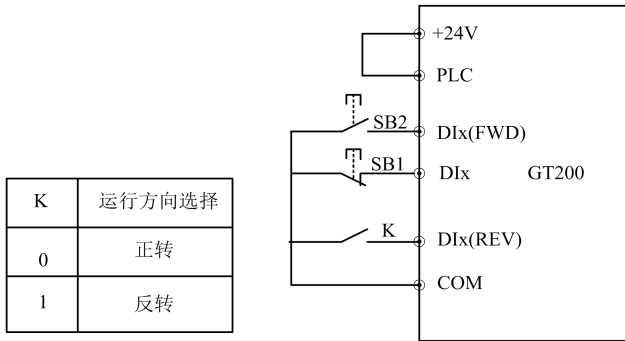 +24V
PLC
SB2
DIx(FWD)
SB1
DIx
GT200
K
DIx(REV)
COM
K 运行方向选择
0 正转
1 反转